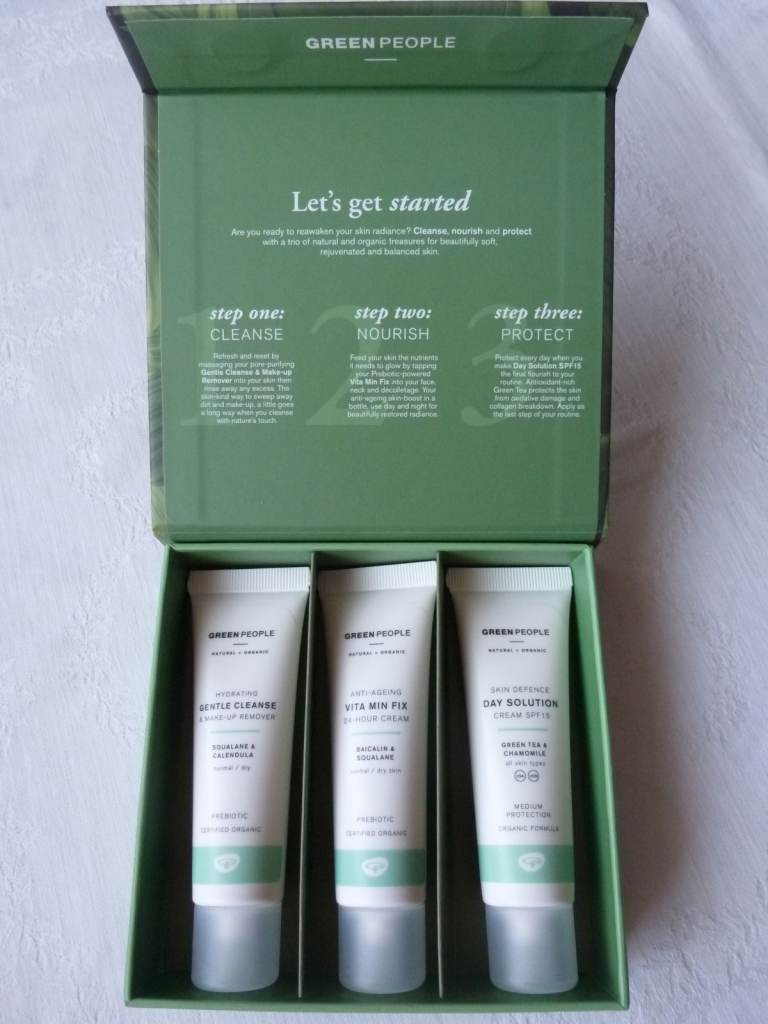 GREEN PEOPLE
Let's get started
Are you ready to reawaken your skin radiance? Cleanse, nourish and protect
with a trio of natural and organic treasures for beautifully soft,
rejuvenated and balanced skin.
1
step one:
CLEANSE
Refresh and reset by
massaging your pore-purifying
Gentle Cleanse & Make-up
Remover into your skin then
rinse away any excess. The
skin-kind way to sweep away
dirt and make-up, a little goes
a long way when you cleanse
with nature's touch.
2
step two:
NOURISH
Feed your skin the nutrients
it needs to glow by tapping
your Prebiotic-powered
Vita Min Fix into your face,
neck and décolletage. Your
anti-ageing skin-boost in a
bottle, use day and night for
beautifully restored radiance.
3
step three:
PROTECT
Protect every day when you
make Day Solution SPF15
the final flourish to your
routine. Antioxidant-rich
Green Tea protects the skin
from oxidative damage and
collagen breakdown. Apply as
the last step of your routine.
GREEN PEOPLE
NATURAL + ORGANIC
HYDRATING
GENTLE CLEANSE
& MAKE-UP REMOVER
SQUALANE &
CALENDULA
normal / dry
PREBIOTIC
CERTIFIED ORGANIC
GREEN PEOPLE
NATURAL + ORGANIC
ANTI-AGEING
VITA MIN FIX
24-HOUR CREAM
BAICALIN &
SQUALANE
normal / dry skin
PREBIOTIC
CERTIFIED ORGANIC
GREEN PEOPLE
NATURAL + ORGANIC
SKIN DEFENCE
DAY SOLUTION
CREAM SPF15
GREEN TEA &
CHAMOMILE
all skin types
UVA UVB
MEDIUM
PROTECTION
ORGANIC FORMULA